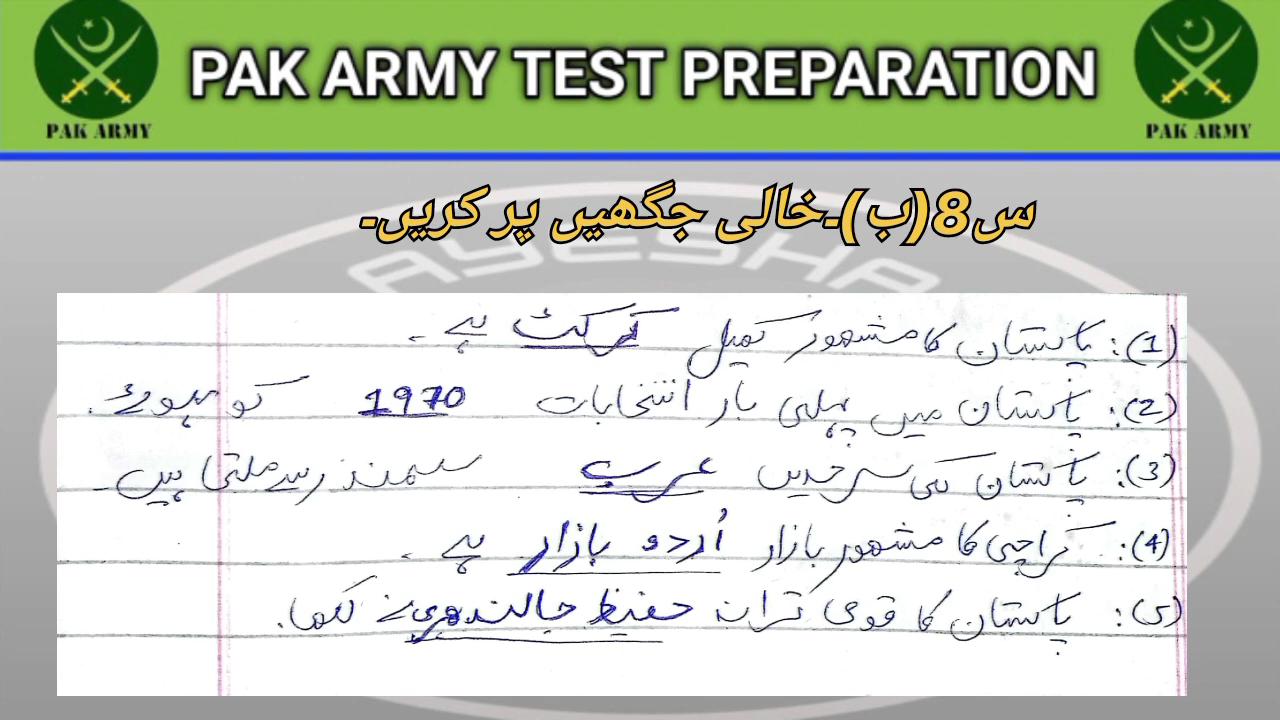 PAK ARMY TEST PREPARATION
PAK ARMY
PAK ARMY
س8(ب)۔خالی جگھیں پر کریں۔
AYESHA
(1): پاکستان کا مشہور کھیل کرکٹ ہے۔
(2): پاکستان میں پہلی بار انتخابات 1970 کو ہوئے۔
(3): پاکستان کی سرحدیں عرب سمندر سے ملتی ہیں۔
(4): کراچی کا مشہور بازار اُردو بازار ہے۔
(5): پاکستان کا قومی ترانہ حفیظ جالندھری نے لکھا۔